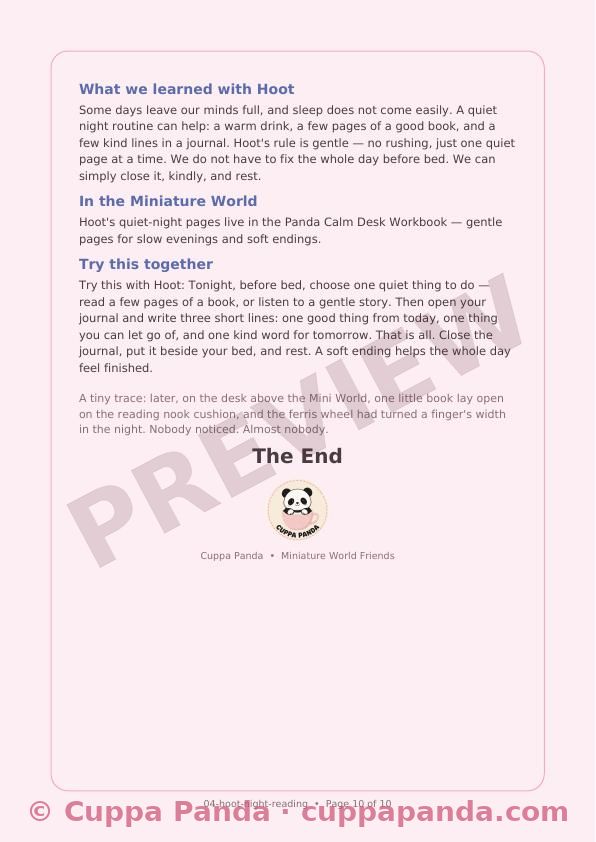 What we learned with Hoot
Some days leave our minds full, and sleep does not come easily. A quiet
night routine can help: a warm drink, a few pages of a good book, and a
few kind lines in a journal. Hoot's rule is gentle — no rushing, just one quiet
page at a time. We do not have to fix the whole day before bed. We can
simply close it, kindly, and rest.
In the Miniature World
Hoot's quiet-night pages live in the Panda Calm Desk Workbook — gentle
pages for slow evenings and soft endings.
Try this together
Try this with Hoot: Tonight, before bed, choose one quiet thing to do —
read a few pages of a book, or listen to a gentle story. Then open your
journal and write three short lines: one good thing from today, one thing
you can let go of, and one kind word for tomorrow. That is all. Close the
journal, put it beside your bed, and rest. A soft ending helps the whole day
feel finished.
A tiny trace: later, on the desk above the Mini World, one little book lay open
on the reading nook cushion, and the ferris wheel had turned a finger's width
in the night. Nobody noticed. Almost nobody.
PREVIEW
The End
CUPPA PANDA
Cuppa Panda • Miniature World Friends
04-hoot-night-reading • Page 10 of 10
© Cuppa Panda · cuppapanda.com